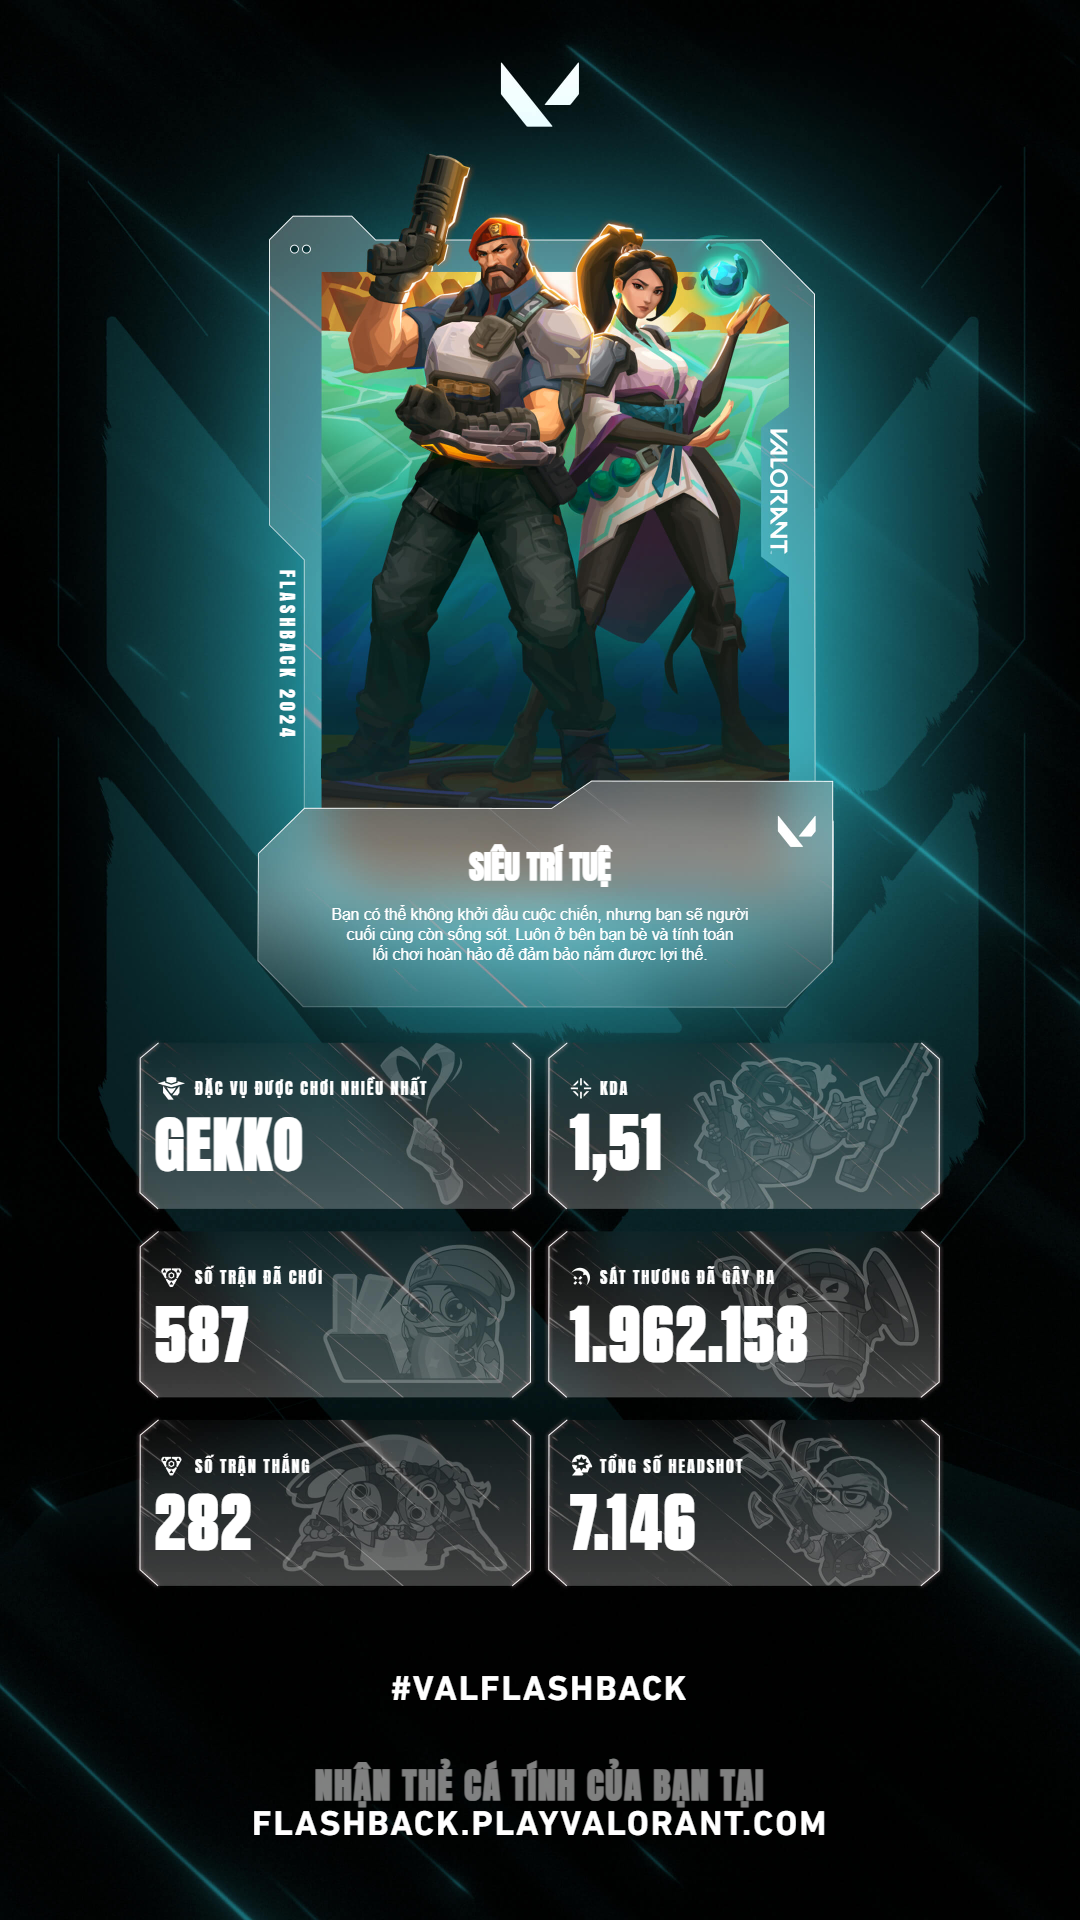 VALORANT
FLASHBACK 2024
SIÊU TRÍ TUỆ
Bạn có thể không khởi đầu cuộc chiến, nhưng bạn sẽ người
cuối cùng còn sống sót. Luôn ở bên bạn bè và tính toán
lối chơi hoàn hảo để đảm bảo nắm được lợi thế.
ĐẶC VỤ ĐƯỢC CHƠI NHIỀU NHẤT
GEKKO
KDA
1,51
SỐ TRẬN ĐÃ CHƠI
587
SÁT THƯƠNG ĐÃ GÂY RA
1.962.158
SỐ TRẬN THẮNG
282
TỔNG SỐ HEADSHOT
7.146
#VALFLASHBACK
NHẬN THẺ CÁ TÍNH CỦA BẠN TẠI
FLASHBACK.PLAYVALORANT.COM